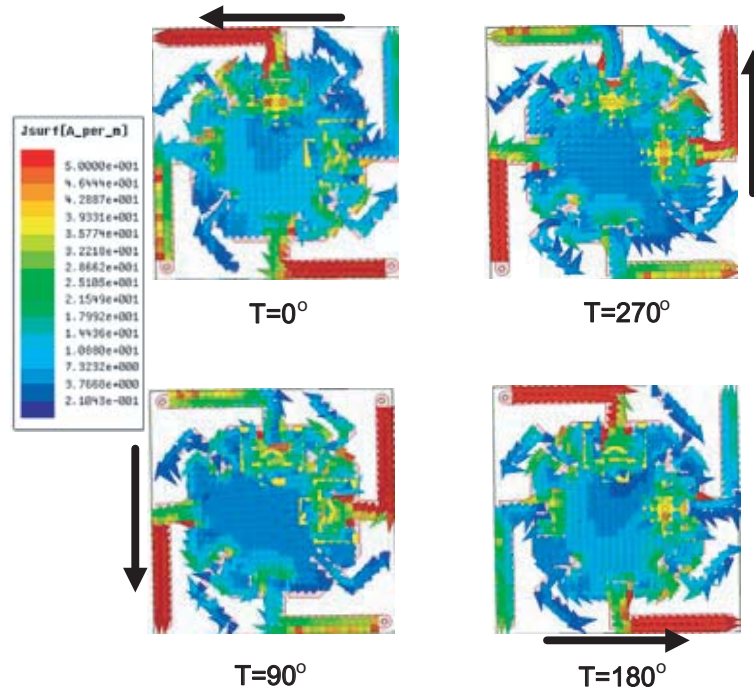 Jsurf[A_per_m]
5.0000e+001
4.6444e+001
4.2887e+001
3.9331e+001
3.5774e+001
3.2218e+001
2.8662e+001
2.5105e+001
2.1549e+001
1.7992e+001
1.4436e+001
1.0880e+001
7.3232e+000
3.7668e+000
2.1043e-001
T=0°
T=270°
T=90°
T=180°